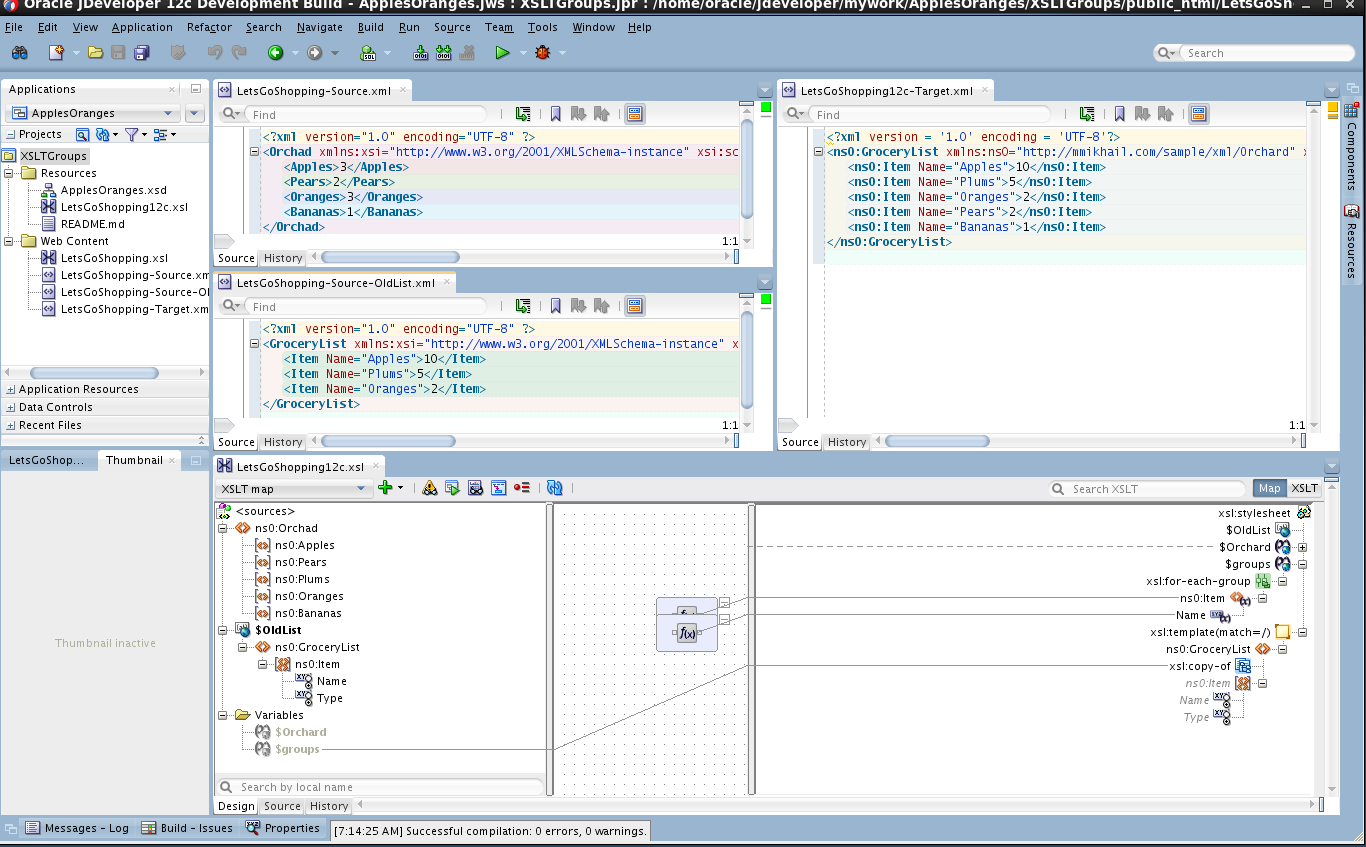 Oracle JDeveloper 12c Development Build - ApplesOranges.jws : XSLTGroups.jpr : /home/oracle/jdeveloper/mywork/ApplesOranges/XSLTGroups/public_html/LetsGoSh
File Edit View Application Refactor Search Navigate Build Run Source Team Tools Window Help
Search
Applications
ApplesOranges
Projects
XSLTGroups
Resources
ApplesOranges.xsd
LetsGoShopping12c.xsl
README.md
Web Content
LetsGoShopping.xsl
LetsGoShopping-Source.xm
LetsGoShopping-Source-Ol
LetsGoShopping-Target.xm
Application Resources
Data Controls
Recent Files
LetsGoShop... Thumbnail
Thumbnail inactive
LetsGoShopping-Source.xml
Find
<?xml version="1.0" encoding="UTF-8" ?>
<Orchad xmlns:xsi="http://www.w3.org/2001/XMLSchema-instance" xsi:sc
<Apples>3</Apples>
<Pears>2</Pears>
<Oranges>3</Oranges>
<Bananas>1</Bananas>
</Orchad>
1:1
Source History
LetsGoShopping-Source-OldList.xml
Find
<?xml version="1.0" encoding="UTF-8" ?>
<GroceryList xmlns:xsi="http://www.w3.org/2001/XMLSchema-instance" x
<Item Name="Apples">10</Item>
<Item Name="Plums">5</Item>
<Item Name="Oranges">2</Item>
</GroceryList>
1:1
Source History
LetsGoShopping12c-Target.xml
Find
<?xml version = '1.0' encoding = 'UTF-8'?>
<ns0:GroceryList xmlns:ns0="http://mmikhail.com/sample/xml/Orchard" x
<ns0:Item Name="Apples">10</ns0:Item>
<ns0:Item Name="Plums">5</ns0:Item>
<ns0:Item Name="Oranges">2</ns0:Item>
<ns0:Item Name="Pears">2</ns0:Item>
<ns0:Item Name="Bananas">1</ns0:Item>
</ns0:GroceryList>
1:1
Source History
Components
Resources
LetsGoShopping12c.xsl
XSLT map
Search XSLT
Map XSLT
<sources>
ns0:Orchad
ns0:Apples
ns0:Pears
ns0:Plums
ns0:Oranges
ns0:Bananas
$OldList
ns0:GroceryList
ns0:Item
Name
Type
Variables
$Orchard
$groups
Search by local name
f(x)
xsl:stylesheet
$OldList
$Orchard
$groups
xsl:for-each-group
ns0:Item
Name
xsl:template(match=/)
ns0:GroceryList
xsl:copy-of
ns0:Item
Name
Type
Design Source History
Messages - Log Build - Issues Properties [7:14:25 AM] Successful compilation: 0 errors, 0 warnings.